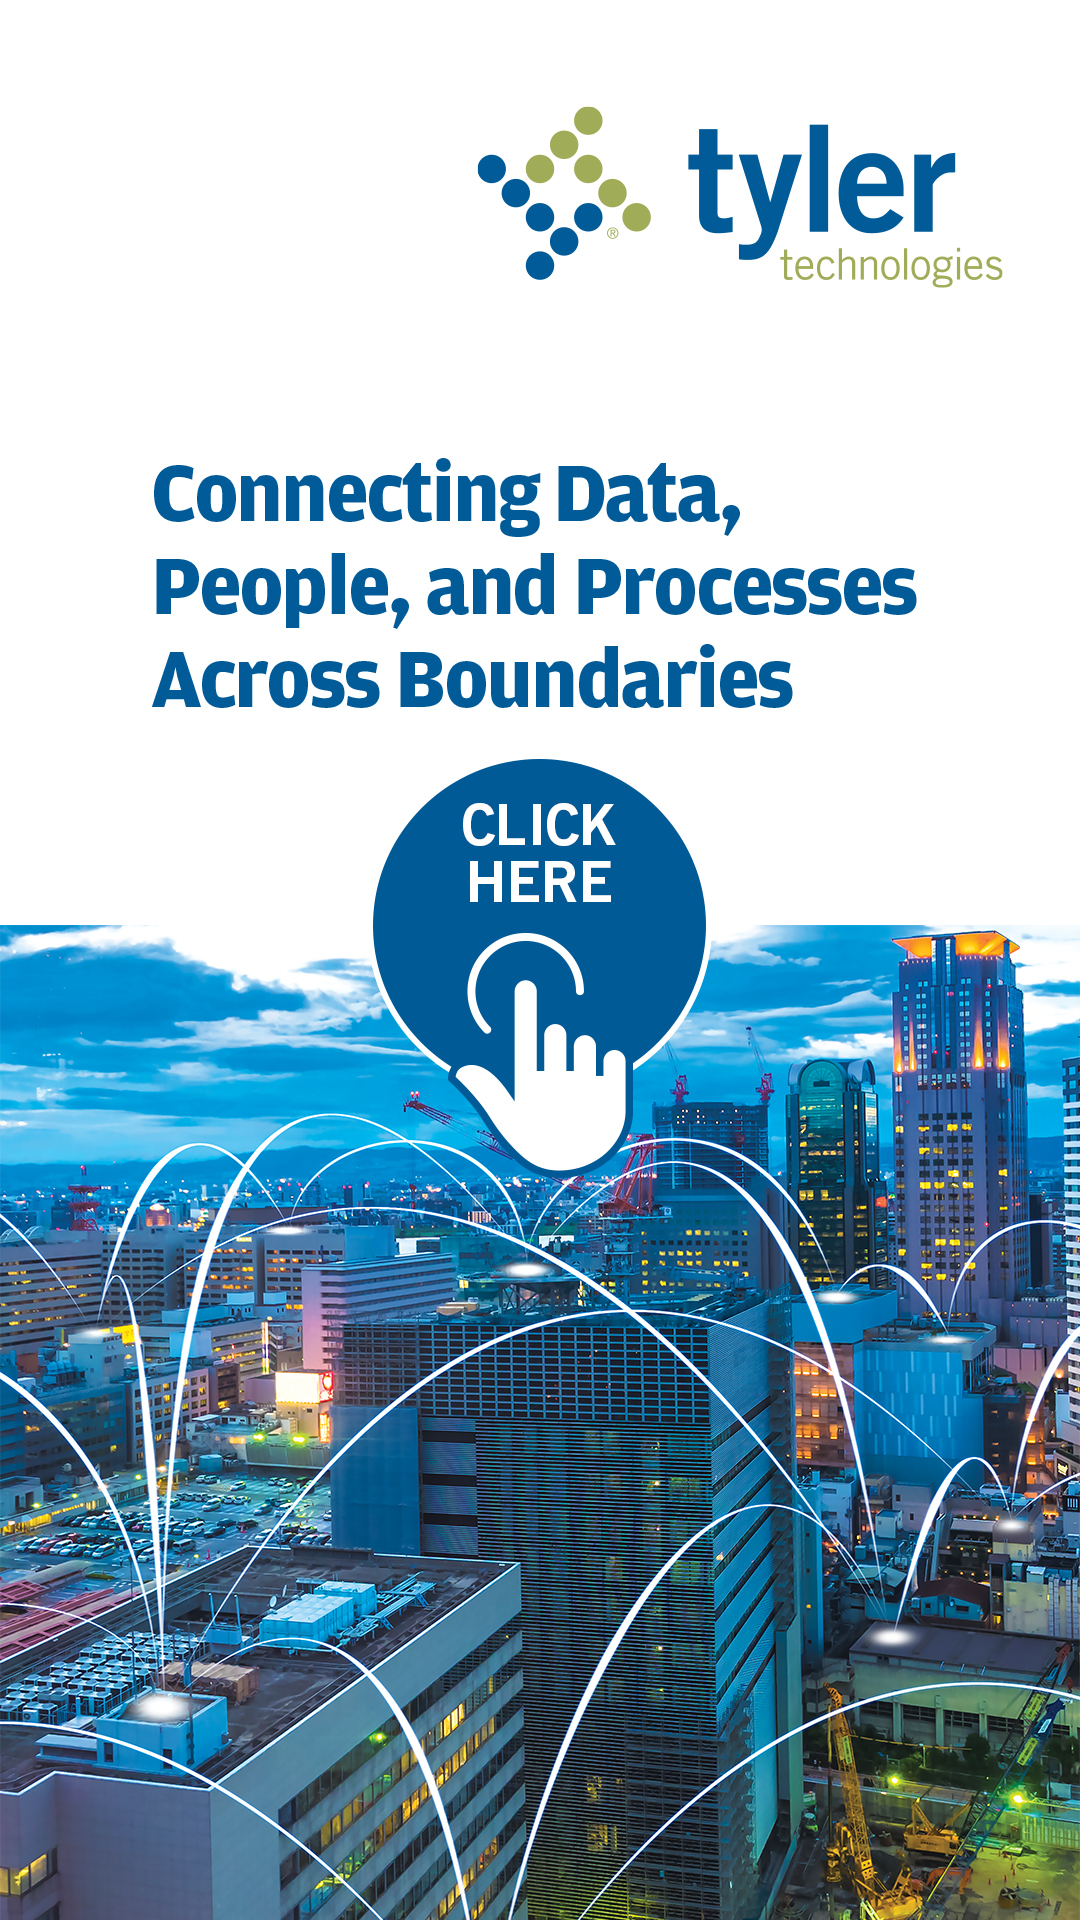 tyler
technologies
®
Connecting Data,
People, and Processes
Across Boundaries
CLICK
HERE